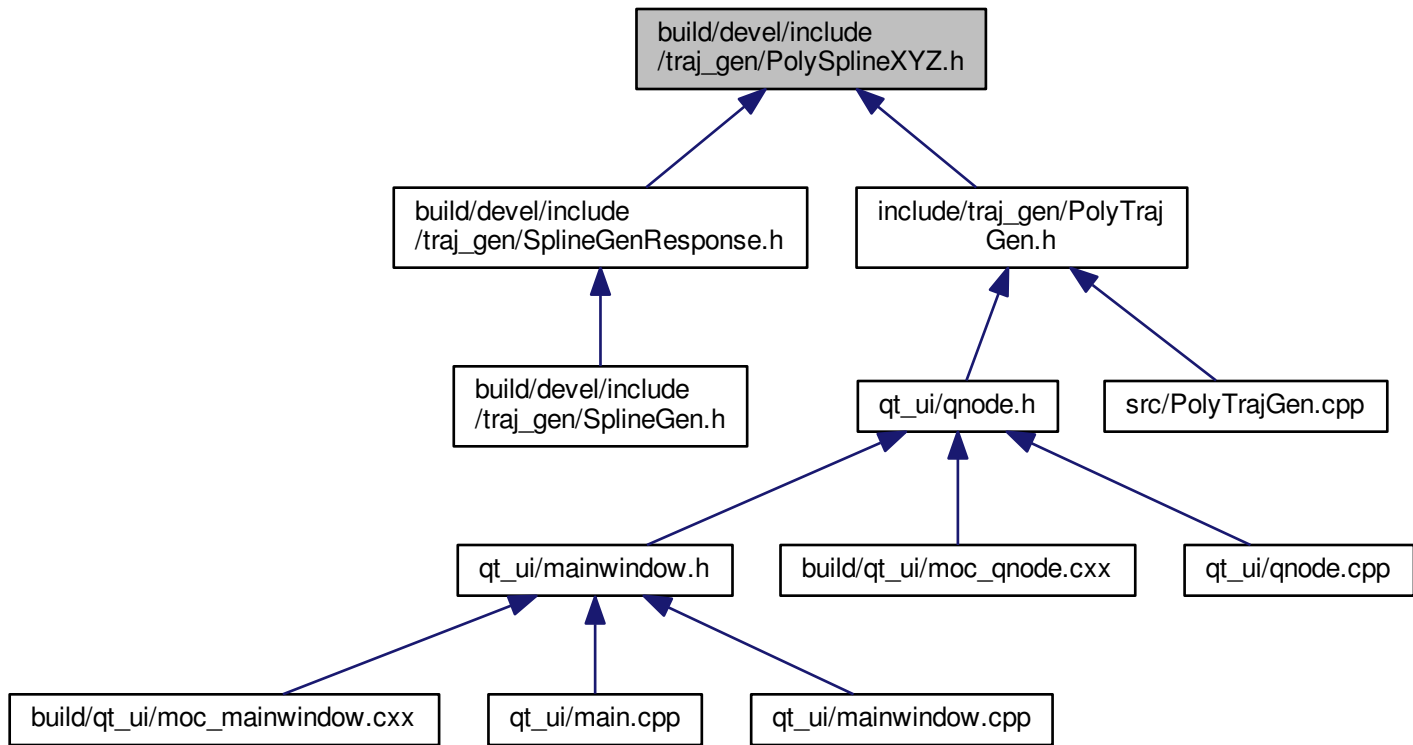 build/devel/include
/traj_gen/PolySplineXYZ.h
build/devel/include
/traj_gen/SplineGenResponse.h
include/traj_gen/PolyTraj
Gen.h
build/devel/include
/traj_gen/SplineGen.h
qt_ui/qnode.h
src/PolyTrajGen.cpp
qt_ui/mainwindow.h
build/qt_ui/moc_qnode.cxx
qt_ui/qnode.cpp
build/qt_ui/moc_mainwindow.cxx
qt_ui/main.cpp
qt_ui/mainwindow.cpp